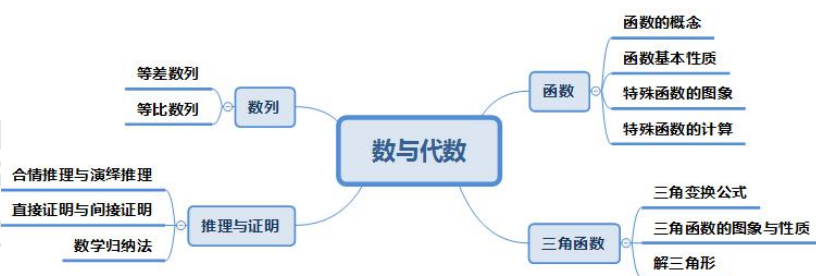 数与代数
函数
函数的概念
函数基本性质
特殊函数的图象
特殊函数的计算
三角函数
三角变换公式
三角函数的图象与性质
解三角形
数列
等差数列
等比数列
推理与证明
合情推理与演绎推理
直接证明与间接证明
数学归纳法